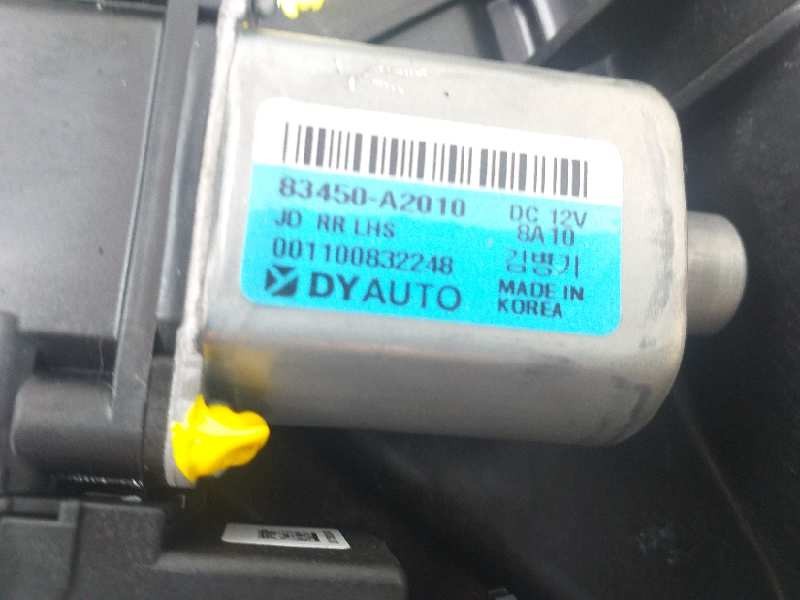 83450-A2010 DC 12V
JD RR LHS 8A10
001100832248 김병기
DYAUTO MADE IN
KOREA